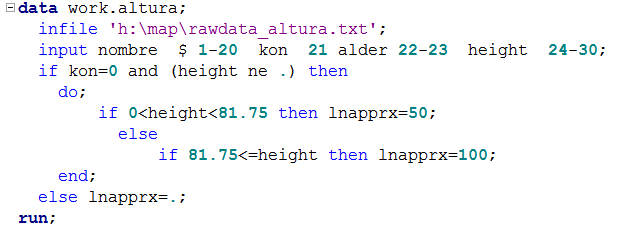 data work.altura;
infile 'h:\map\rawdata_altura.txt';
input nombre $ 1-20 kon 21 alder 22-23 height 24-30;
if kon=0 and (height ne .) then
do;
if 0<height<81.75 then lnapprx=50;
else
if 81.75<=height then lnapprx=100;
end;
else lnapprx=.;
run;